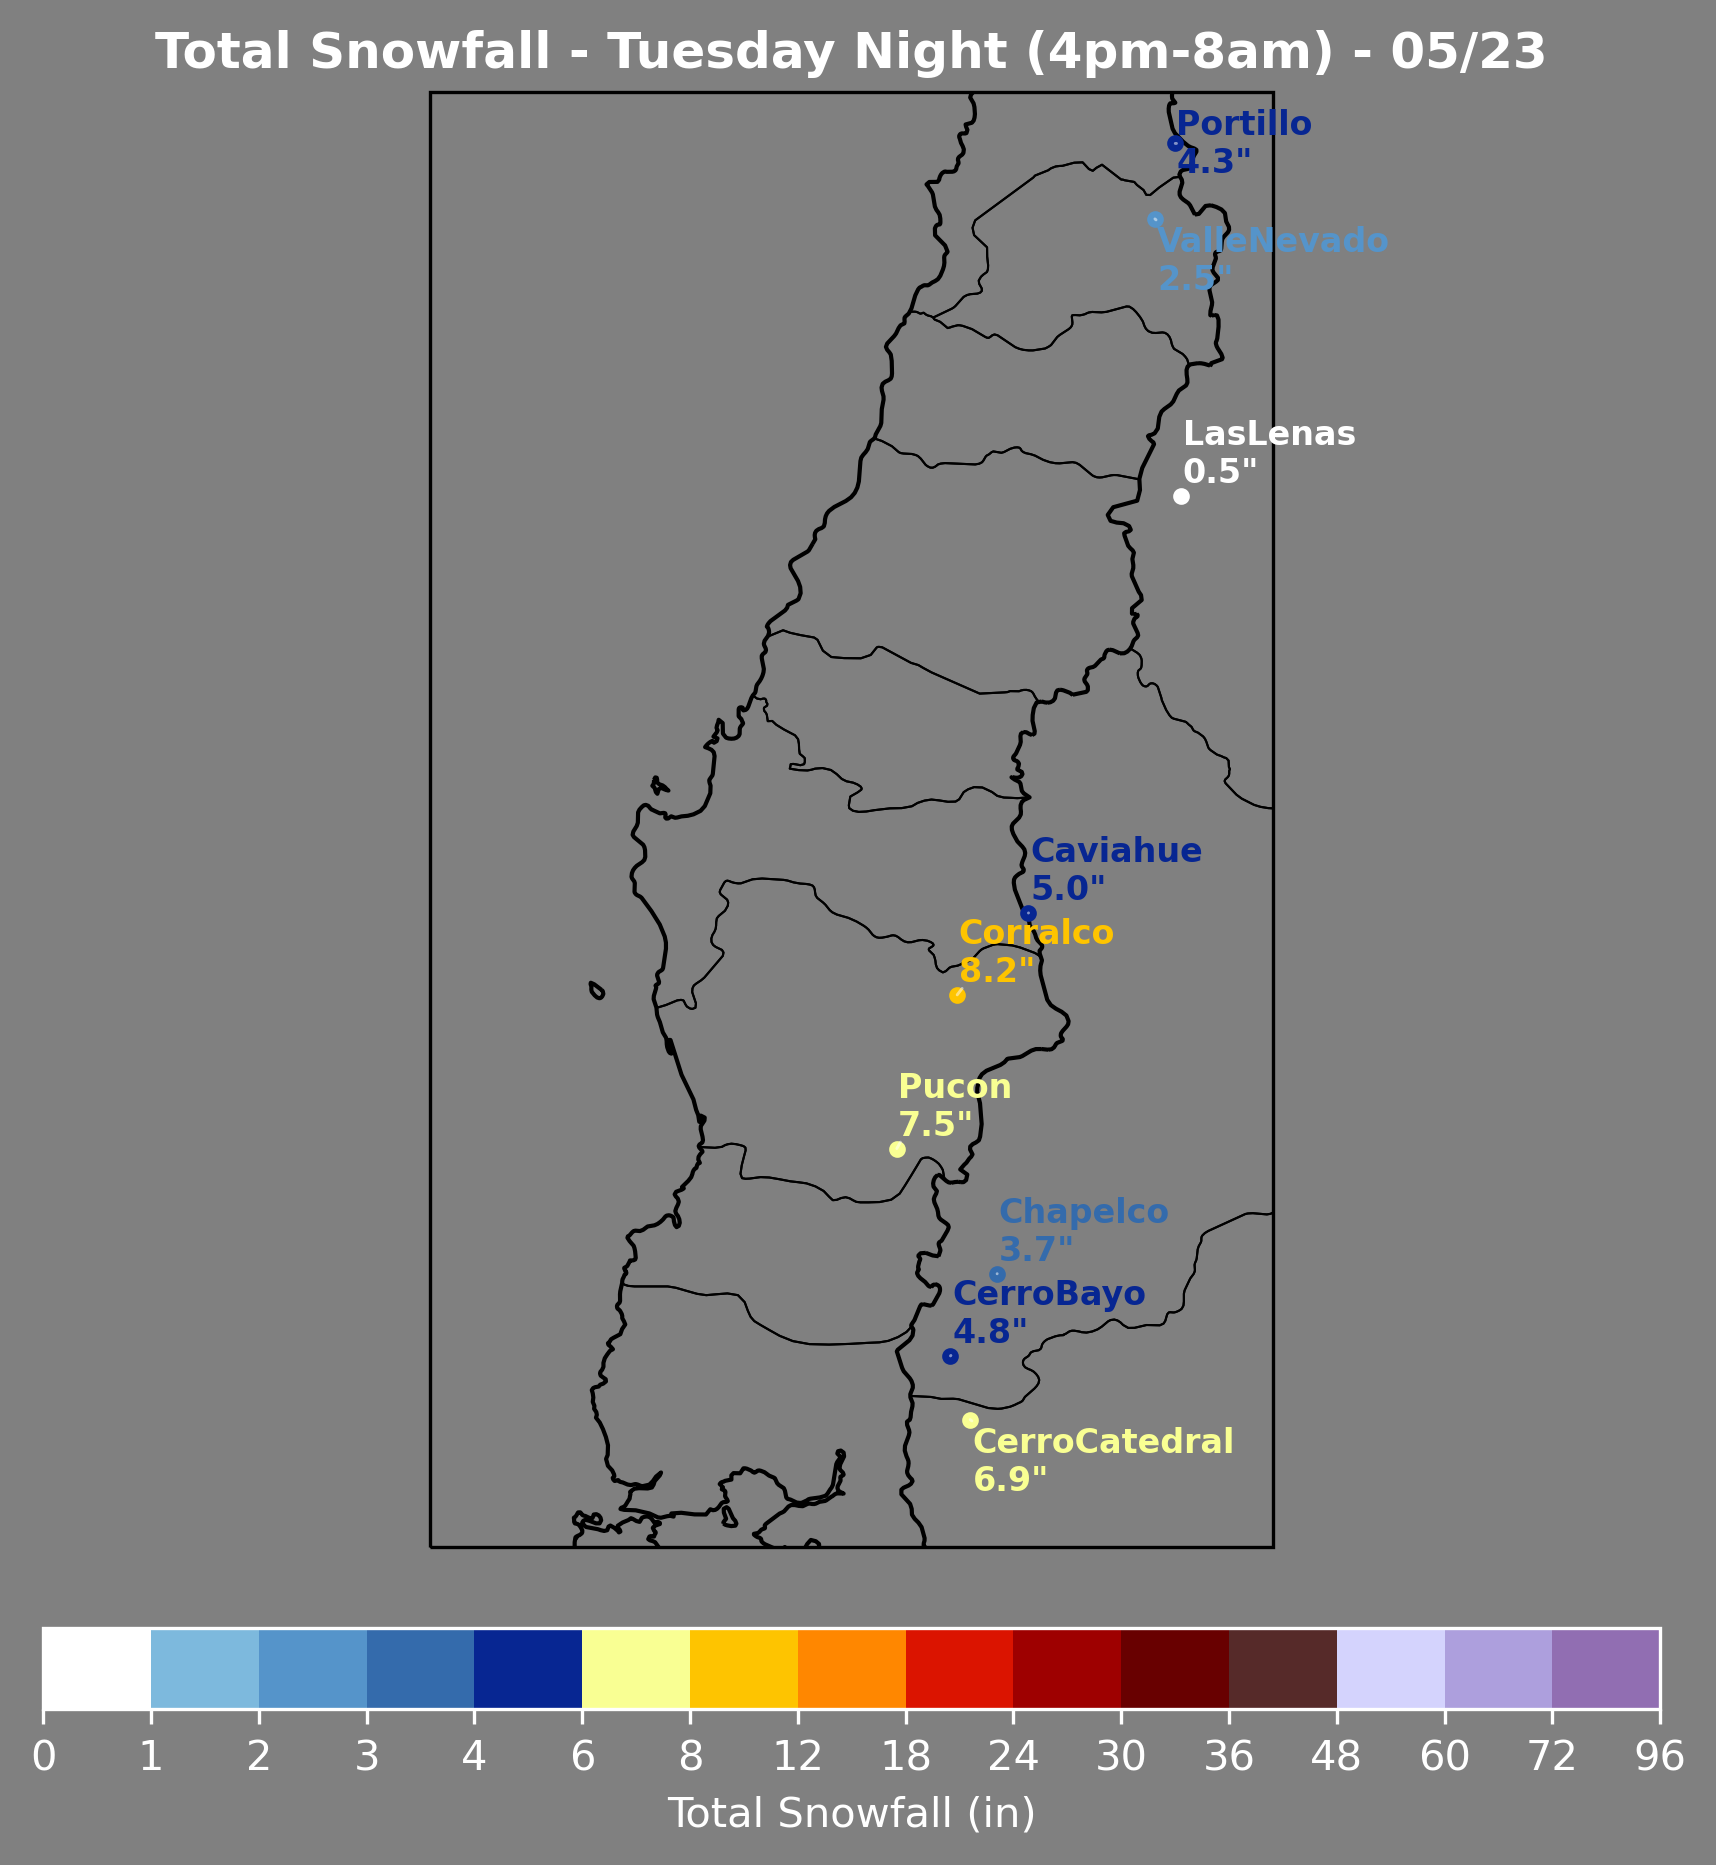 Total Snowfall - Tuesday Night (4pm-8am) - 05/23
Portillo
4.3"
ValleNevado
2.5"
LasLenas
0.5"
Caviahue
5.0"
Corralco
8.2"
Pucon
7.5"
Chapelco
3.7"
CerroBayo
4.8"
CerroCatedral
6.9"
0 1 2 3 4 6 8 12 18 24 30 36 48 60 72 96
Total Snowfall (in)